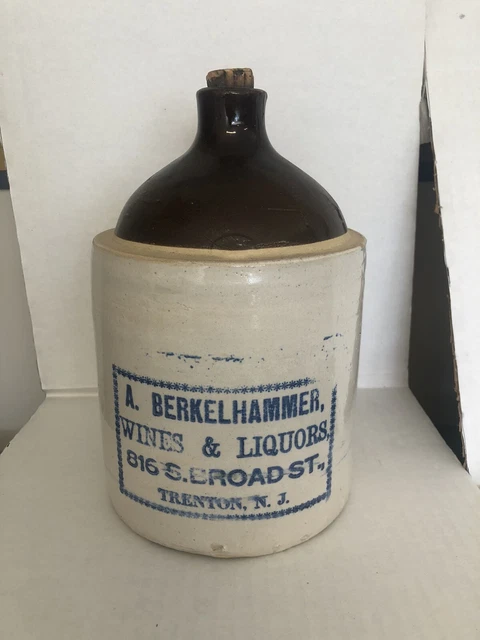 A. BERKELHAMMER,
WINES & LIQUORS,
816 S. BROAD ST.,
TRENTON, N. J.